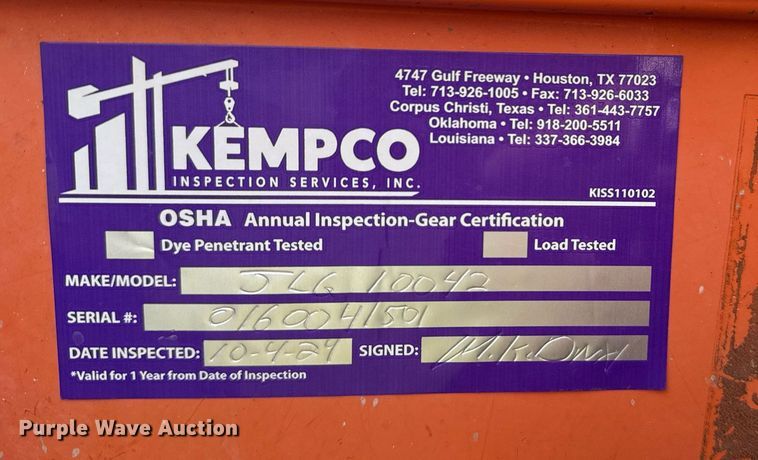 4747 Gulf Freeway • Houston, TX 77023
Tel: 713-926-1005 • Fax: 713-926-6033
Corpus Christi, Texas • Tel: 361-443-7757
Oklahoma • Tel: 918-200-5511
Louisiana • Tel: 337-366-3984
KEMPCO
INSPECTION SERVICES, INC.
KISS110102
OSHA Annual Inspection-Gear Certification
Dye Penetrant Tested Load Tested
MAKE/MODEL: JLG 10042
SERIAL #: 0160041501
DATE INSPECTED: 10-4-24 SIGNED:
*Valid for 1 Year from Date of Inspection
Purple Wave Auction